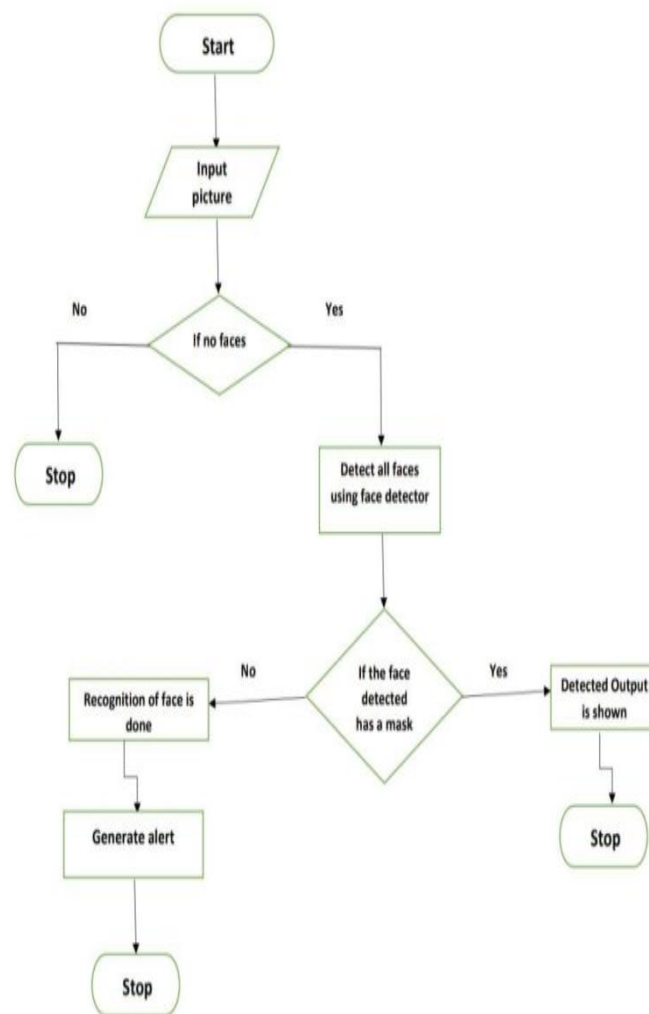 Start
Input
picture
No
Yes
If no faces
Stop
Detect all faces
using face detector
No
If the face
detected
has a mask
Yes
Recognition of face is
done
Detected Output
is shown
Generate alert
Stop
Stop